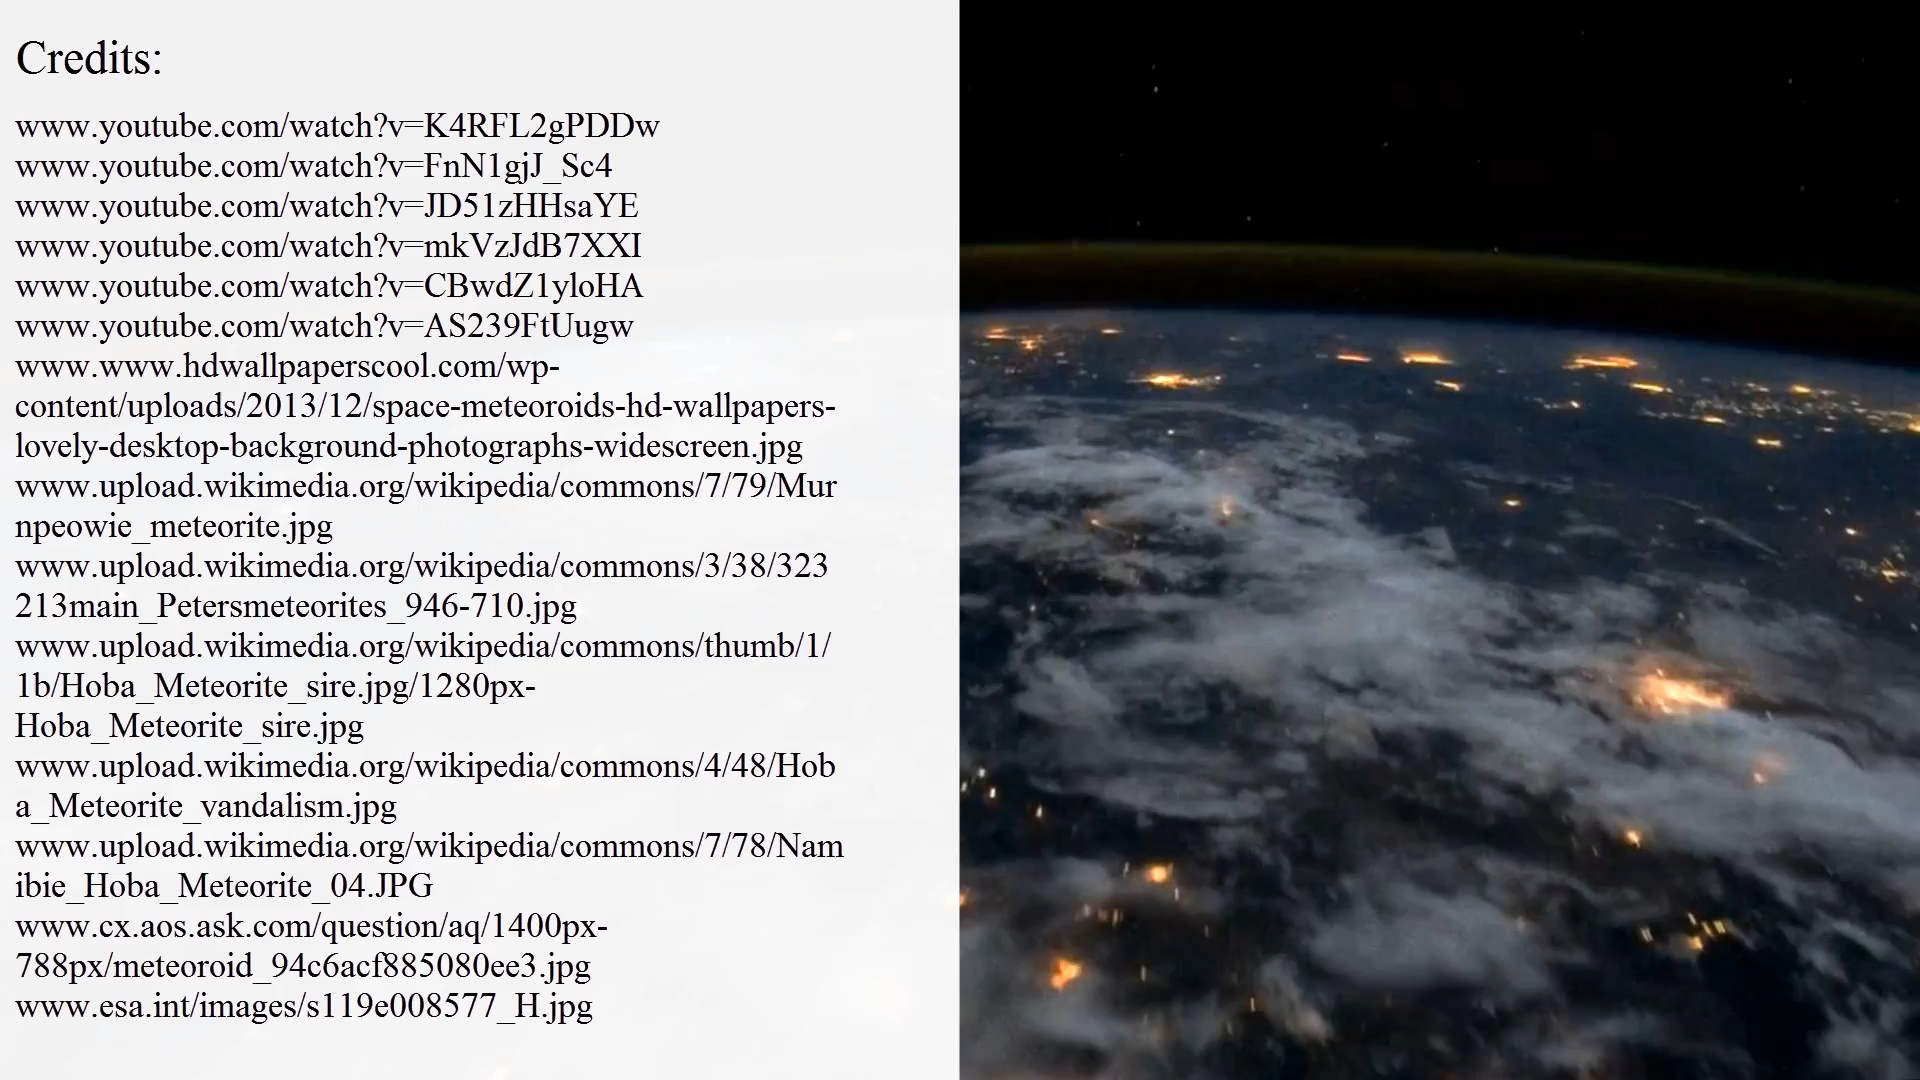 Credits:
www.youtube.com/watch?v=K4RFL2gPDDw
www.youtube.com/watch?v=FnN1gjJ_Sc4
www.youtube.com/watch?v=JD51zHHsaYE
www.youtube.com/watch?v=mkVzJdB7XXI
www.youtube.com/watch?v=CBwdZ1yloHA
www.youtube.com/watch?v=AS239FtUugw
www.www.hdwallpaperscool.com/wp-
content/uploads/2013/12/space-meteoroids-hd-wallpapers-
lovely-desktop-background-photographs-widescreen.jpg
www.upload.wikimedia.org/wikipedia/commons/7/79/Mur
npeowie_meteorite.jpg
www.upload.wikimedia.org/wikipedia/commons/3/38/323
213main_Petersmeteorites_946-710.jpg
www.upload.wikimedia.org/wikipedia/commons/thumb/1/
1b/Hoba_Meteorite_sire.jpg/1280px-
Hoba_Meteorite_sire.jpg
www.upload.wikimedia.org/wikipedia/commons/4/48/Hob
a_Meteorite_vandalism.jpg
www.upload.wikimedia.org/wikipedia/commons/7/78/Nam
ibie_Hoba_Meteorite_04.JPG
www.cx.aos.ask.com/question/aq/1400px-
788px/meteoroid_94c6acf885080ee3.jpg
www.esa.int/images/s119e008577_H.jpg